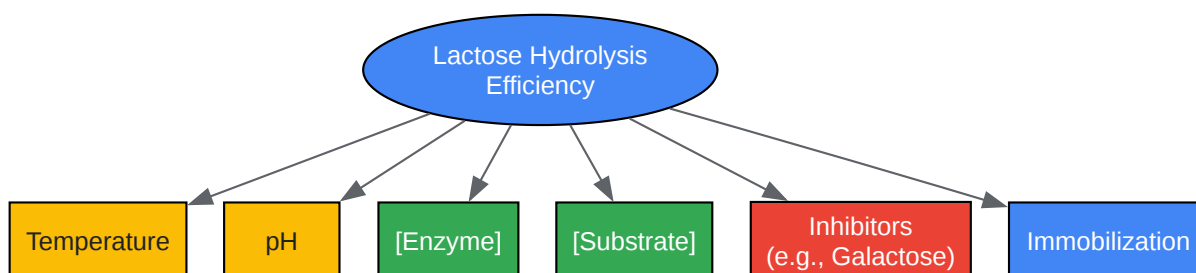 Lactose Hydrolysis
Efficiency
Temperature
pH
[Enzyme]
[Substrate]
Inhibitors
(e.g., Galactose)
Immobilization